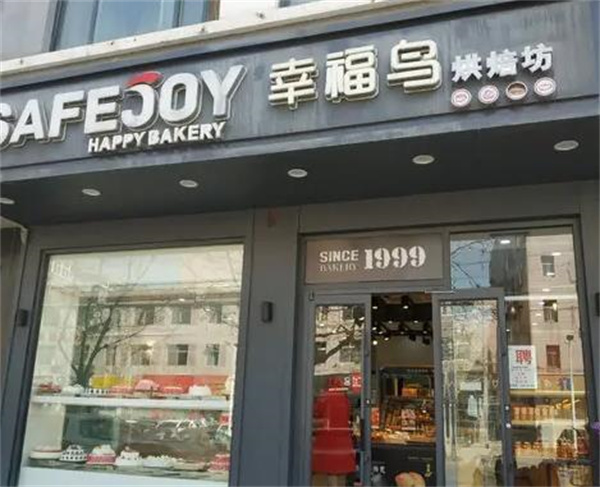 SAFEJOY 幸福鸟 烘焙坊
HAPPY BAKERY
SINCE 1999
BAKERY
聘